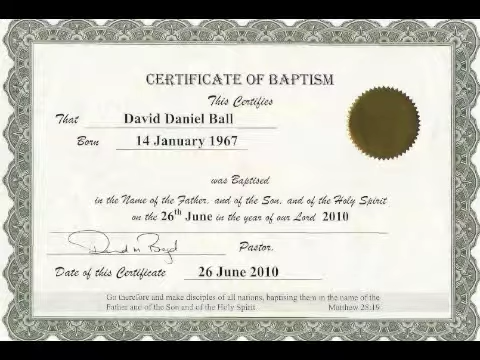 CERTIFICATE OF BAPTISM
This Certifies
That David Daniel Ball
Born 14 January 1967
was Baptised
in the Name of the Father, and of the Son, and of the Holy Spirit
on the 26th June in the year of our Lord 2010
Pastor.
Date of this Certificate 26 June 2010
Go therefore and make disciples of all nations, baptising them in the name of the
Father and of the Son and of the Holy Spirit Matthew 28:19